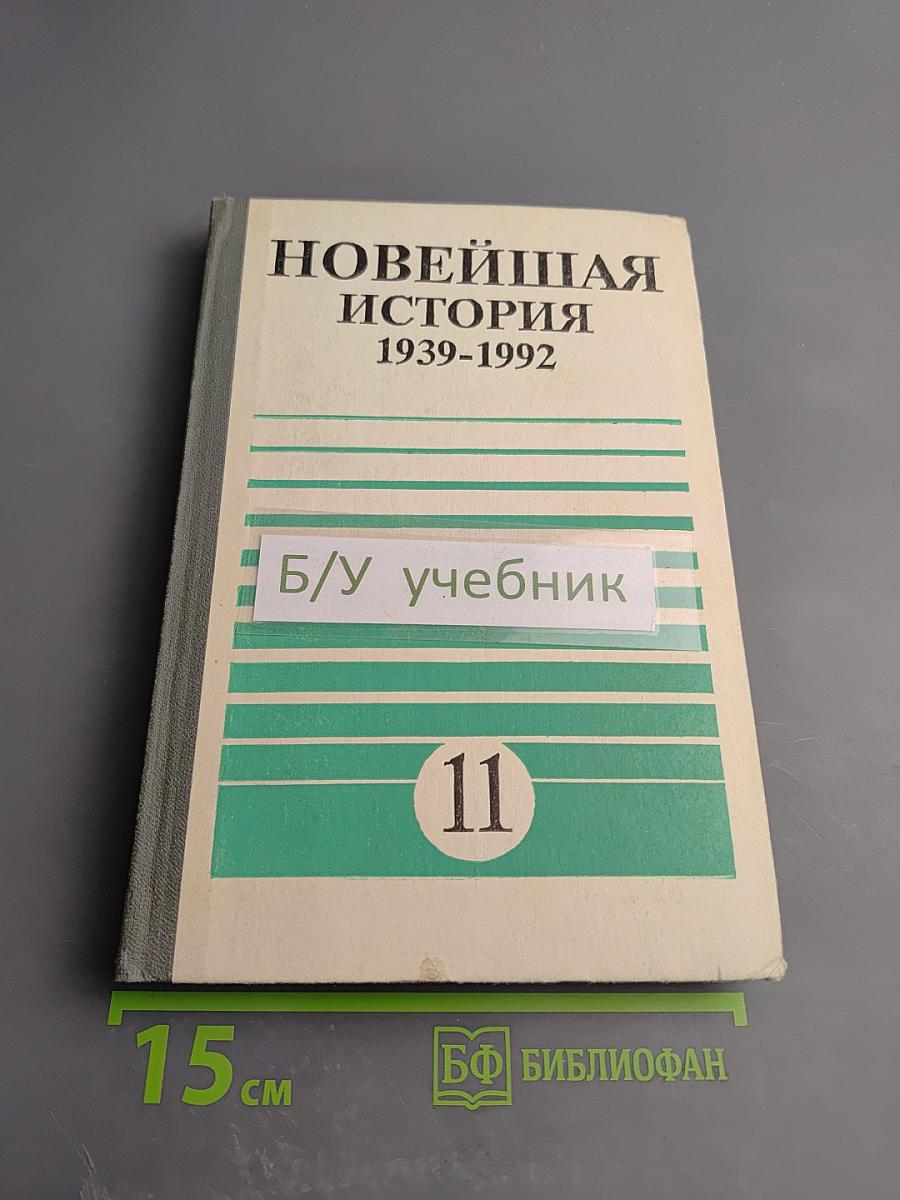 НОВЕЙШАЯ
ИСТОРИЯ
1939-1992
Б/У учебник
11
15 см
БФ БИБЛИОФАН